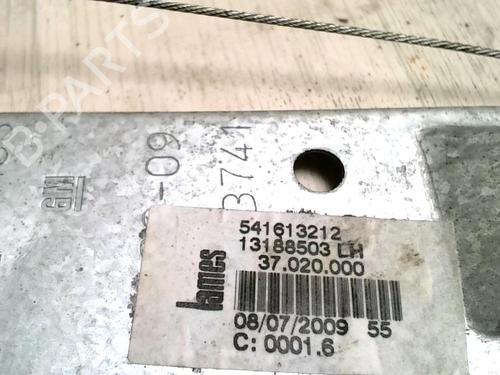 B-PARTS
GM
-09
3741
lames
541613212
13188503 LH
37.020.000
08/07/2009 55
C: 0001.6